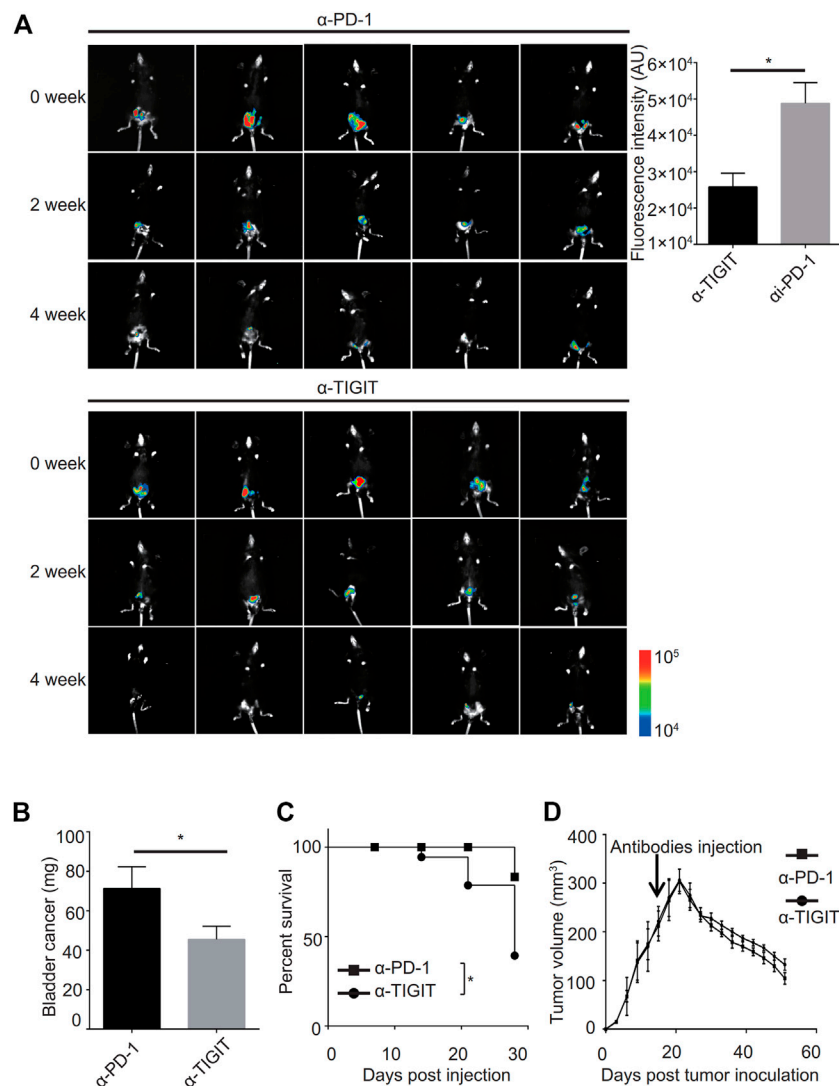 A
α-PD-1
0 week
2 week
4 week
Fluorescence intensity (AU)
6×10⁴
5×10⁴
4×10⁴
3×10⁴
2×10⁴
1×10⁴
*
α-TIGIT
αi-PD-1
α-TIGIT
0 week
2 week
4 week
10⁵
10⁴
B
Bladder cancer (mg)
100
80
60
40
20
0
*
α-PD-1
α-TIGIT
C
Percent survival
100
50
0
α-PD-1
α-TIGIT
*
0
10
20
30
Days post injection
D
Tumor volume (mm³)
400
300
200
100
0
Antibodies injection
α-PD-1
α-TIGIT
0
20
40
60
Days post tumor inoculation